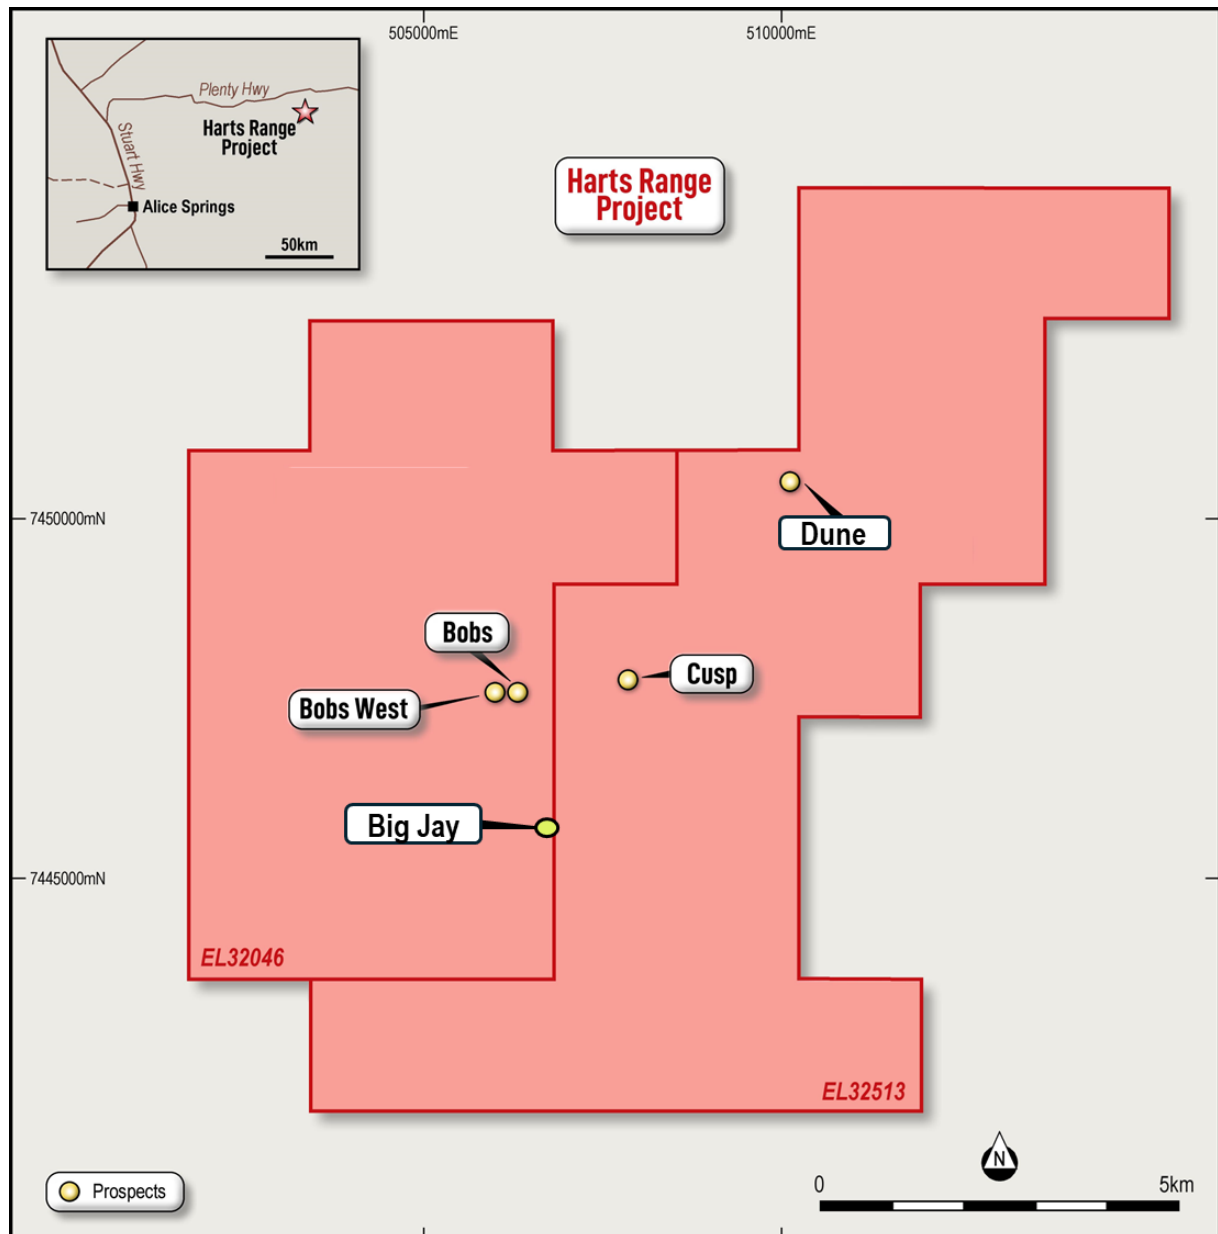 505000mE
510000mE
Plenty Hwy
Harts Range
Project
Stuart Hwy
Alice Springs
50km
Harts Range
Project
7450000mN
Dune
Bobs
Cusp
Bobs West
Big Jay
7445000mN
EL32046
EL32513
N
Prospects
0
5km